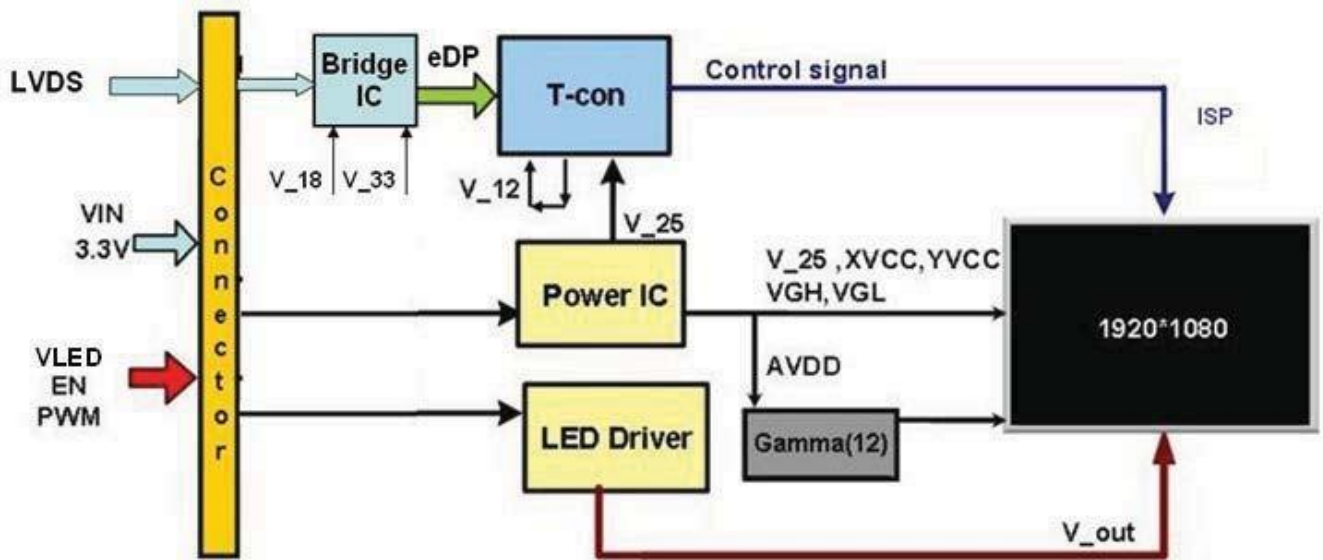 LVDS
Bridge
IC
eDP
T-con
Control signal
ISP
V_18 V_33
V_12
V_25
Connector
VIN
3.3V
Power IC
V_25 ,XVCC,YVCC
VGH,VGL
1920*1080
VLED
EN
PWM
AVDD
LED Driver
Gamma(12)
V_out